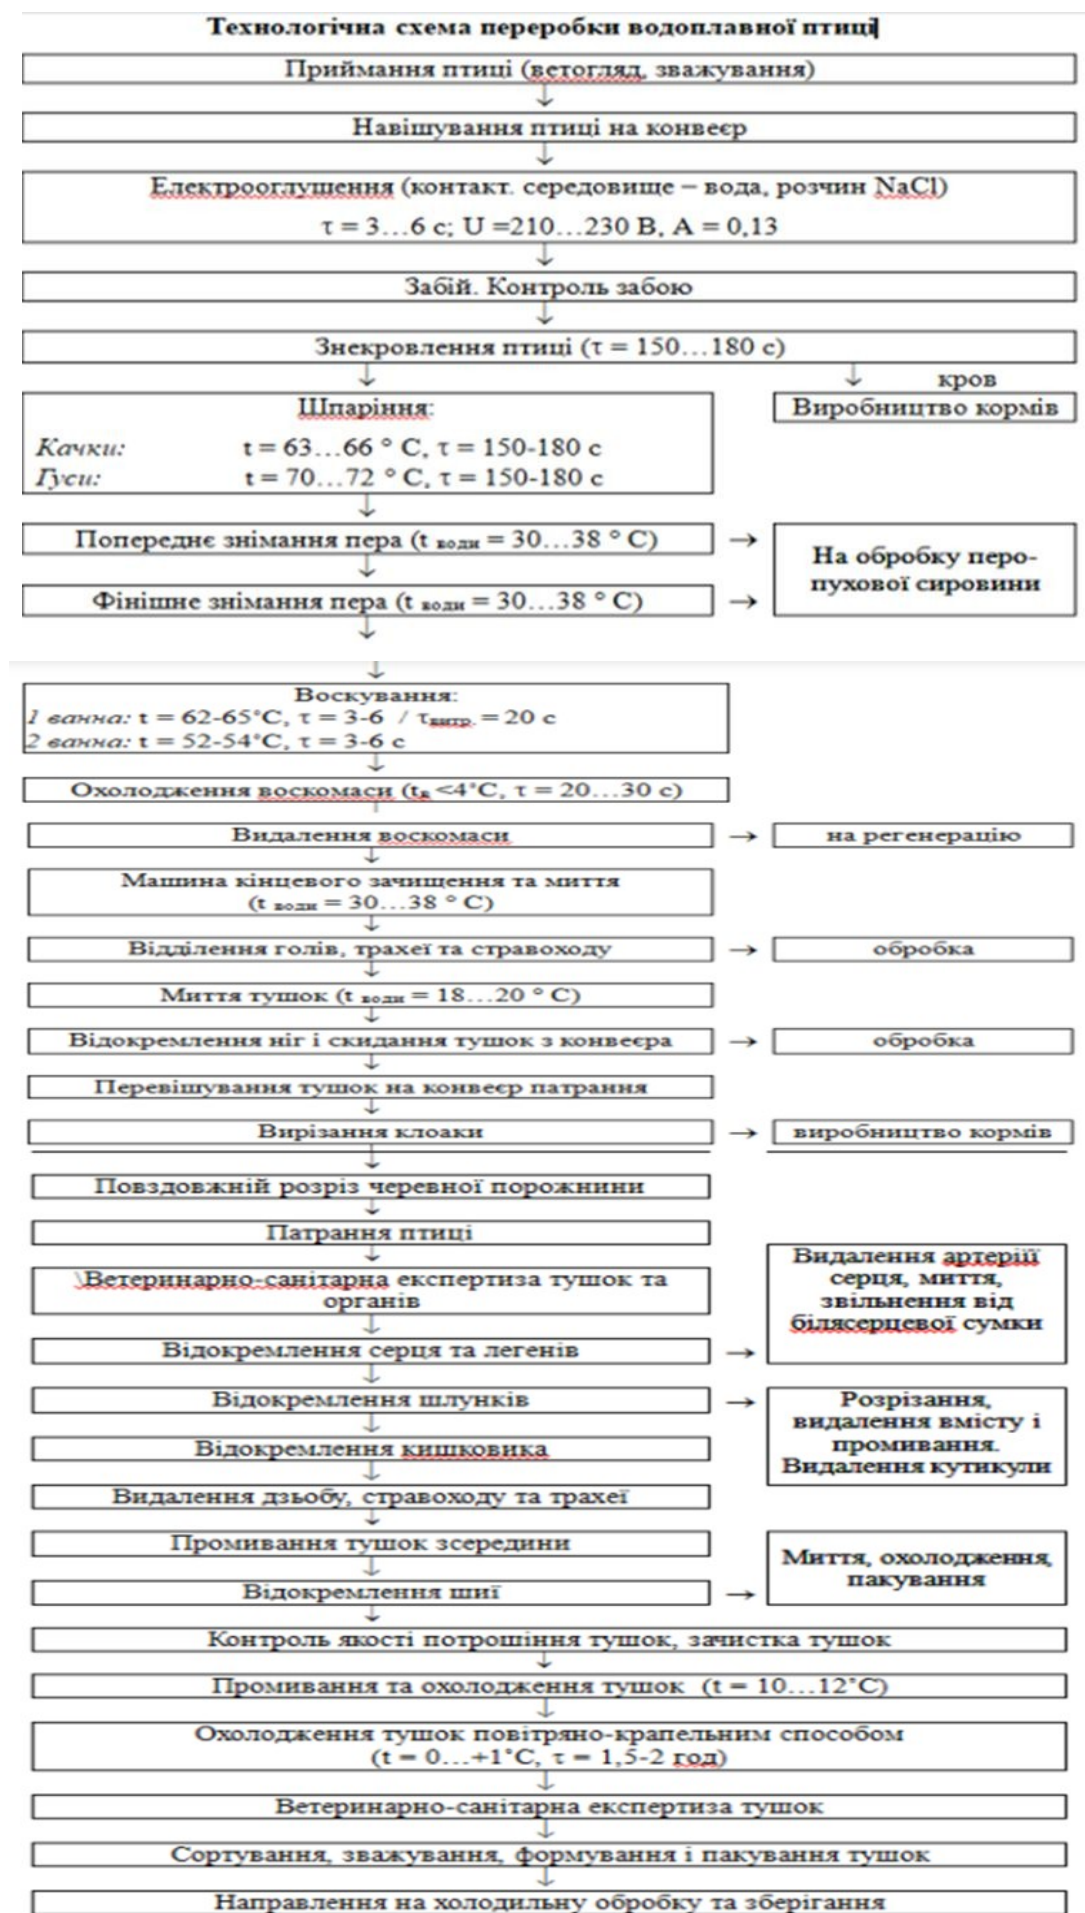 Технологічна схема переробки водоплавної птиці
Приймання птиці (ветогляд, зважування)
↓
Навішування птиці на конвеєр
↓
Електрооглушення (контакт. середовище – вода, розчин NaCl)
τ = 3…6 с; U =210…230 В, А = 0,13
↓
Забій. Контроль забою
↓
Знекровлення птиці (τ = 150…180 с)
↓ ↓ кров
Шпаріння:
Качки: t = 63…66 ° С, τ = 150-180 с
Гуси: t = 70…72 ° С, τ = 150-180 с
Виробництво кормів
↓
Попереднє знімання пера (t води = 30…38 ° С) →
↓
Фінішне знімання пера (t води = 30…38 ° С) →
На обробку перо-
пухової сировини
↓
↓
Воскування:
1 ванна: t = 62-65˚С, τ = 3-6 / τвитр. = 20 с
2 ванна: t = 52-54˚С, τ = 3-6 с
↓
Охолодження воскомаси (tв <4˚С, τ = 20…30 с)
Видалення воскомаси → на регенерацію
↓
Машина кінцевого зачищення та миття
(t води = 30…38 ° С)
↓
Відділення голів, трахеї та стравоходу → обробка
↓
Миття тушок (t води = 18…20 ° С)
↓
Відокремлення ніг і скидання тушок з конвеєра → обробка
↓
Перевішування тушок на конвеєр патрання
↓
Вирізання клоаки → виробництво кормів
↓
Повздовжній розріз черевної порожнини
↓
Патрання птиці
↓
\Ветеринарно-санітарна експертиза тушок та
органів
↓
Відокремлення серця та легенів →
Видалення артеріїї
серця, миття,
звільнення від
білясерцевої сумки
↓
Відокремлення шлунків →
Розрізання,
видалення вмісту і
промивання.
Видалення кутикули
↓
Відокремлення кишковика
↓
Видалення дзьобу, стравоходу та трахеї
↓
Промивання тушок зсередини
↓
Відокремлення шиї →
Миття, охолодження,
пакування
↓
Контроль якості потрошіння тушок, зачистка тушок
↓
Промивання та охолодження тушок (t = 10…12˚С)
↓
Охолодження тушок повітряно-крапельним способом
(t = 0…+1˚С, τ = 1,5-2 год)
↓
Ветеринарно-санітарна експертиза тушок
↓
Сортування, зважування, формування і пакування тушок
↓
Направлення на холодильну обробку та зберігання